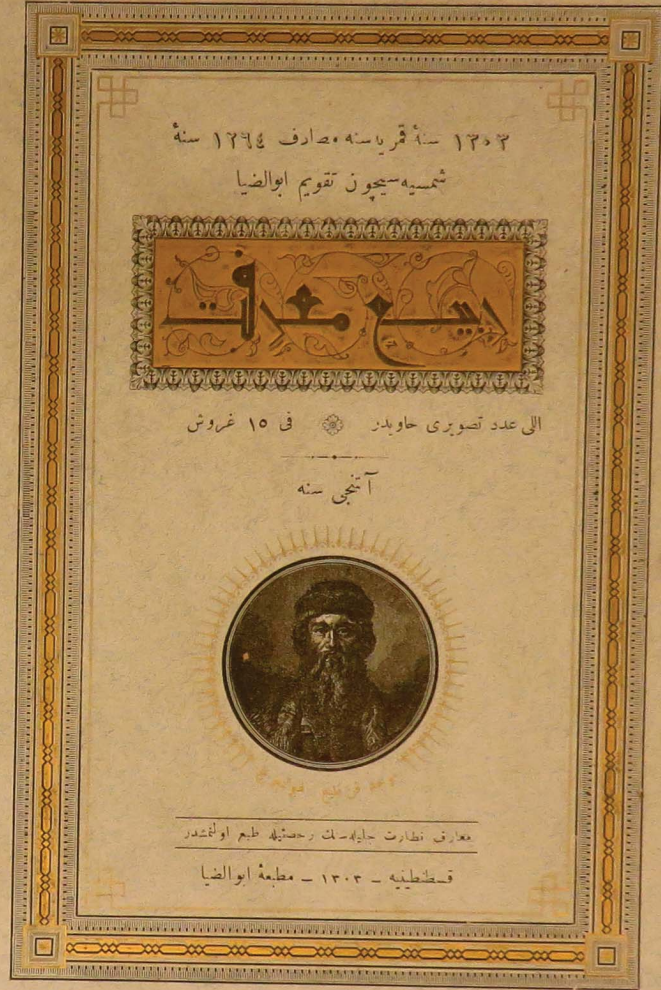 ١٣٠٣ سنهٔ قمریه‌سنه مصادف ١٢٦٤ سنهٔ
شمسیه‌سیچون تقویم ابوالضیا
ربیع معرفت
اللی عدد تصویری حاویدر فی ١٥ غروش
آلتنجی سنه
معارف نظارت جلیله‌سنك رخصتیله طبع اولنمشدر
قسطنطینیه – ١٣٠٣ – مطبعهٔ ابوالضیا